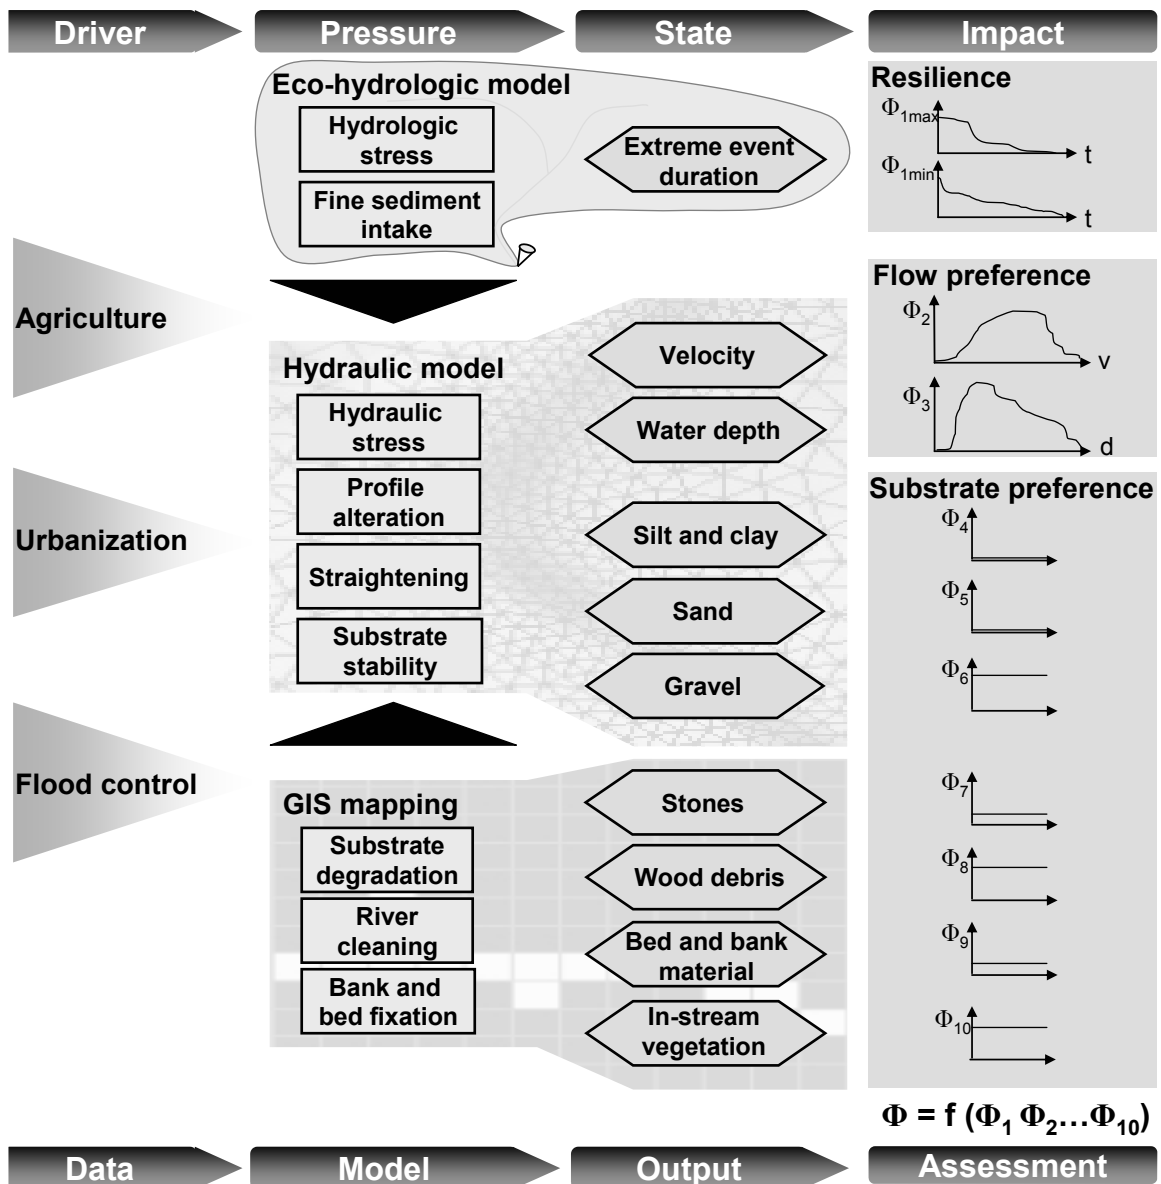 Driver
Pressure
State
Impact
Eco-hydrologic model
Hydrologic
stress
Fine sediment
intake
Extreme event
duration
Resilience
Φ1max
t
Φ1min
t
Agriculture
Urbanization
Flood control
Hydraulic model
Hydraulic
stress
Profile
alteration
Straightening
Substrate
stability
Velocity
Water depth
Silt and clay
Sand
Gravel
Flow preference
Φ2
v
Φ3
d
Substrate preference
Φ4
Φ5
Φ6
Φ7
Φ8
Φ9
Φ10
GIS mapping
Substrate
degradation
River
cleaning
Bank and
bed fixation
Stones
Wood debris
Bed and bank
material
In-stream
vegetation
Φ = f (Φ1 Φ2...Φ10)
Data
Model
Output
Assessment